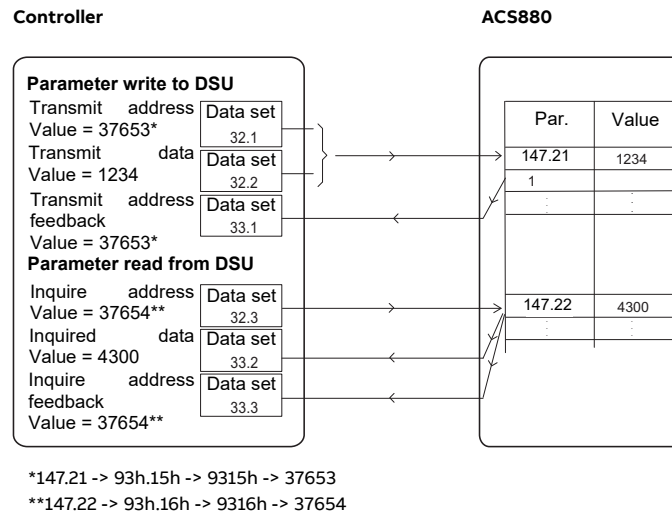 Controller
ACS880
Parameter write to DSU
Transmit address
Value = 37653*
Data set
32.1
Transmit data
Value = 1234
Data set
32.2
Transmit address
feedback
Value = 37653*
Data set
33.1
Parameter read from DSU
Inquire address
Value = 37654**
Data set
32.3
Inquired data
Value = 4300
Data set
33.2
Inquire address
feedback
Value = 37654**
Data set
33.3
Par. Value
147.21 1234
1
147.22 4300
*147.21 -> 93h.15h -> 9315h -> 37653
**147.22 -> 93h.16h -> 9316h -> 37654